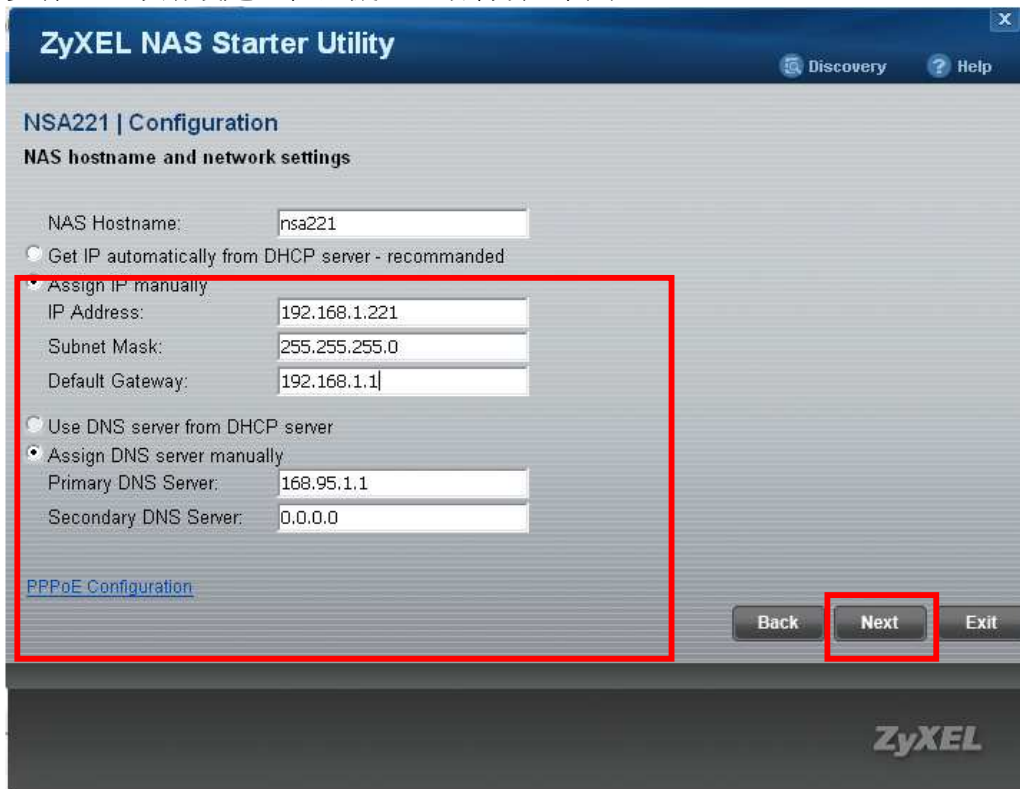 ZyXEL NAS Starter Utility
X
Discovery
Help
NSA221 | Configuration
NAS hostname and network settings
NAS Hostname: nsa221
Get IP automatically from DHCP server - recommanded
Assign IP manually
IP Address: 192.168.1.221
Subnet Mask: 255.255.255.0
Default Gateway: 192.168.1.1
Use DNS server from DHCP server
Assign DNS server manually
Primary DNS Server: 168.95.1.1
Secondary DNS Server: 0.0.0.0
PPPoE Configuration
Back
Next
Exit
ZyXEL